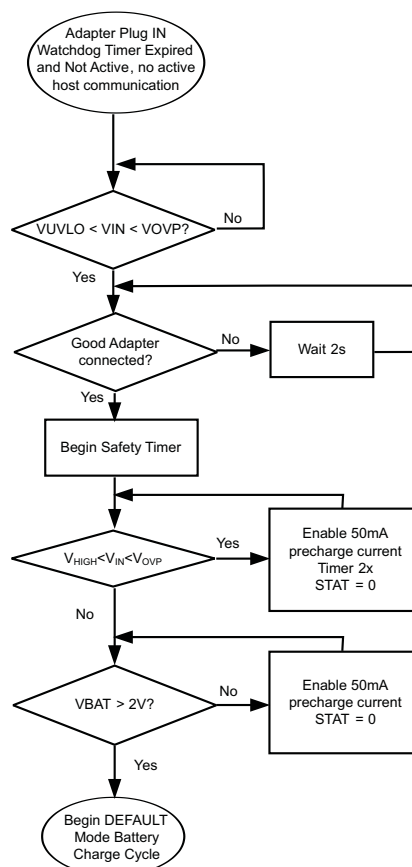 Adapter Plug IN
Watchdog Timer Expired
and Not Active, no active
host communication
VUVLO < VIN < VOVP?
No
Yes
Good Adapter
connected?
No
Wait 2s
Yes
Begin Safety Timer
VHIGH<VIN<VOVP
Yes
Enable 50mA
precharge current
Timer 2x
STAT = 0
No
VBAT > 2V?
No
Enable 50mA
precharge current
STAT = 0
Yes
Begin DEFAULT
Mode Battery
Charge Cycle